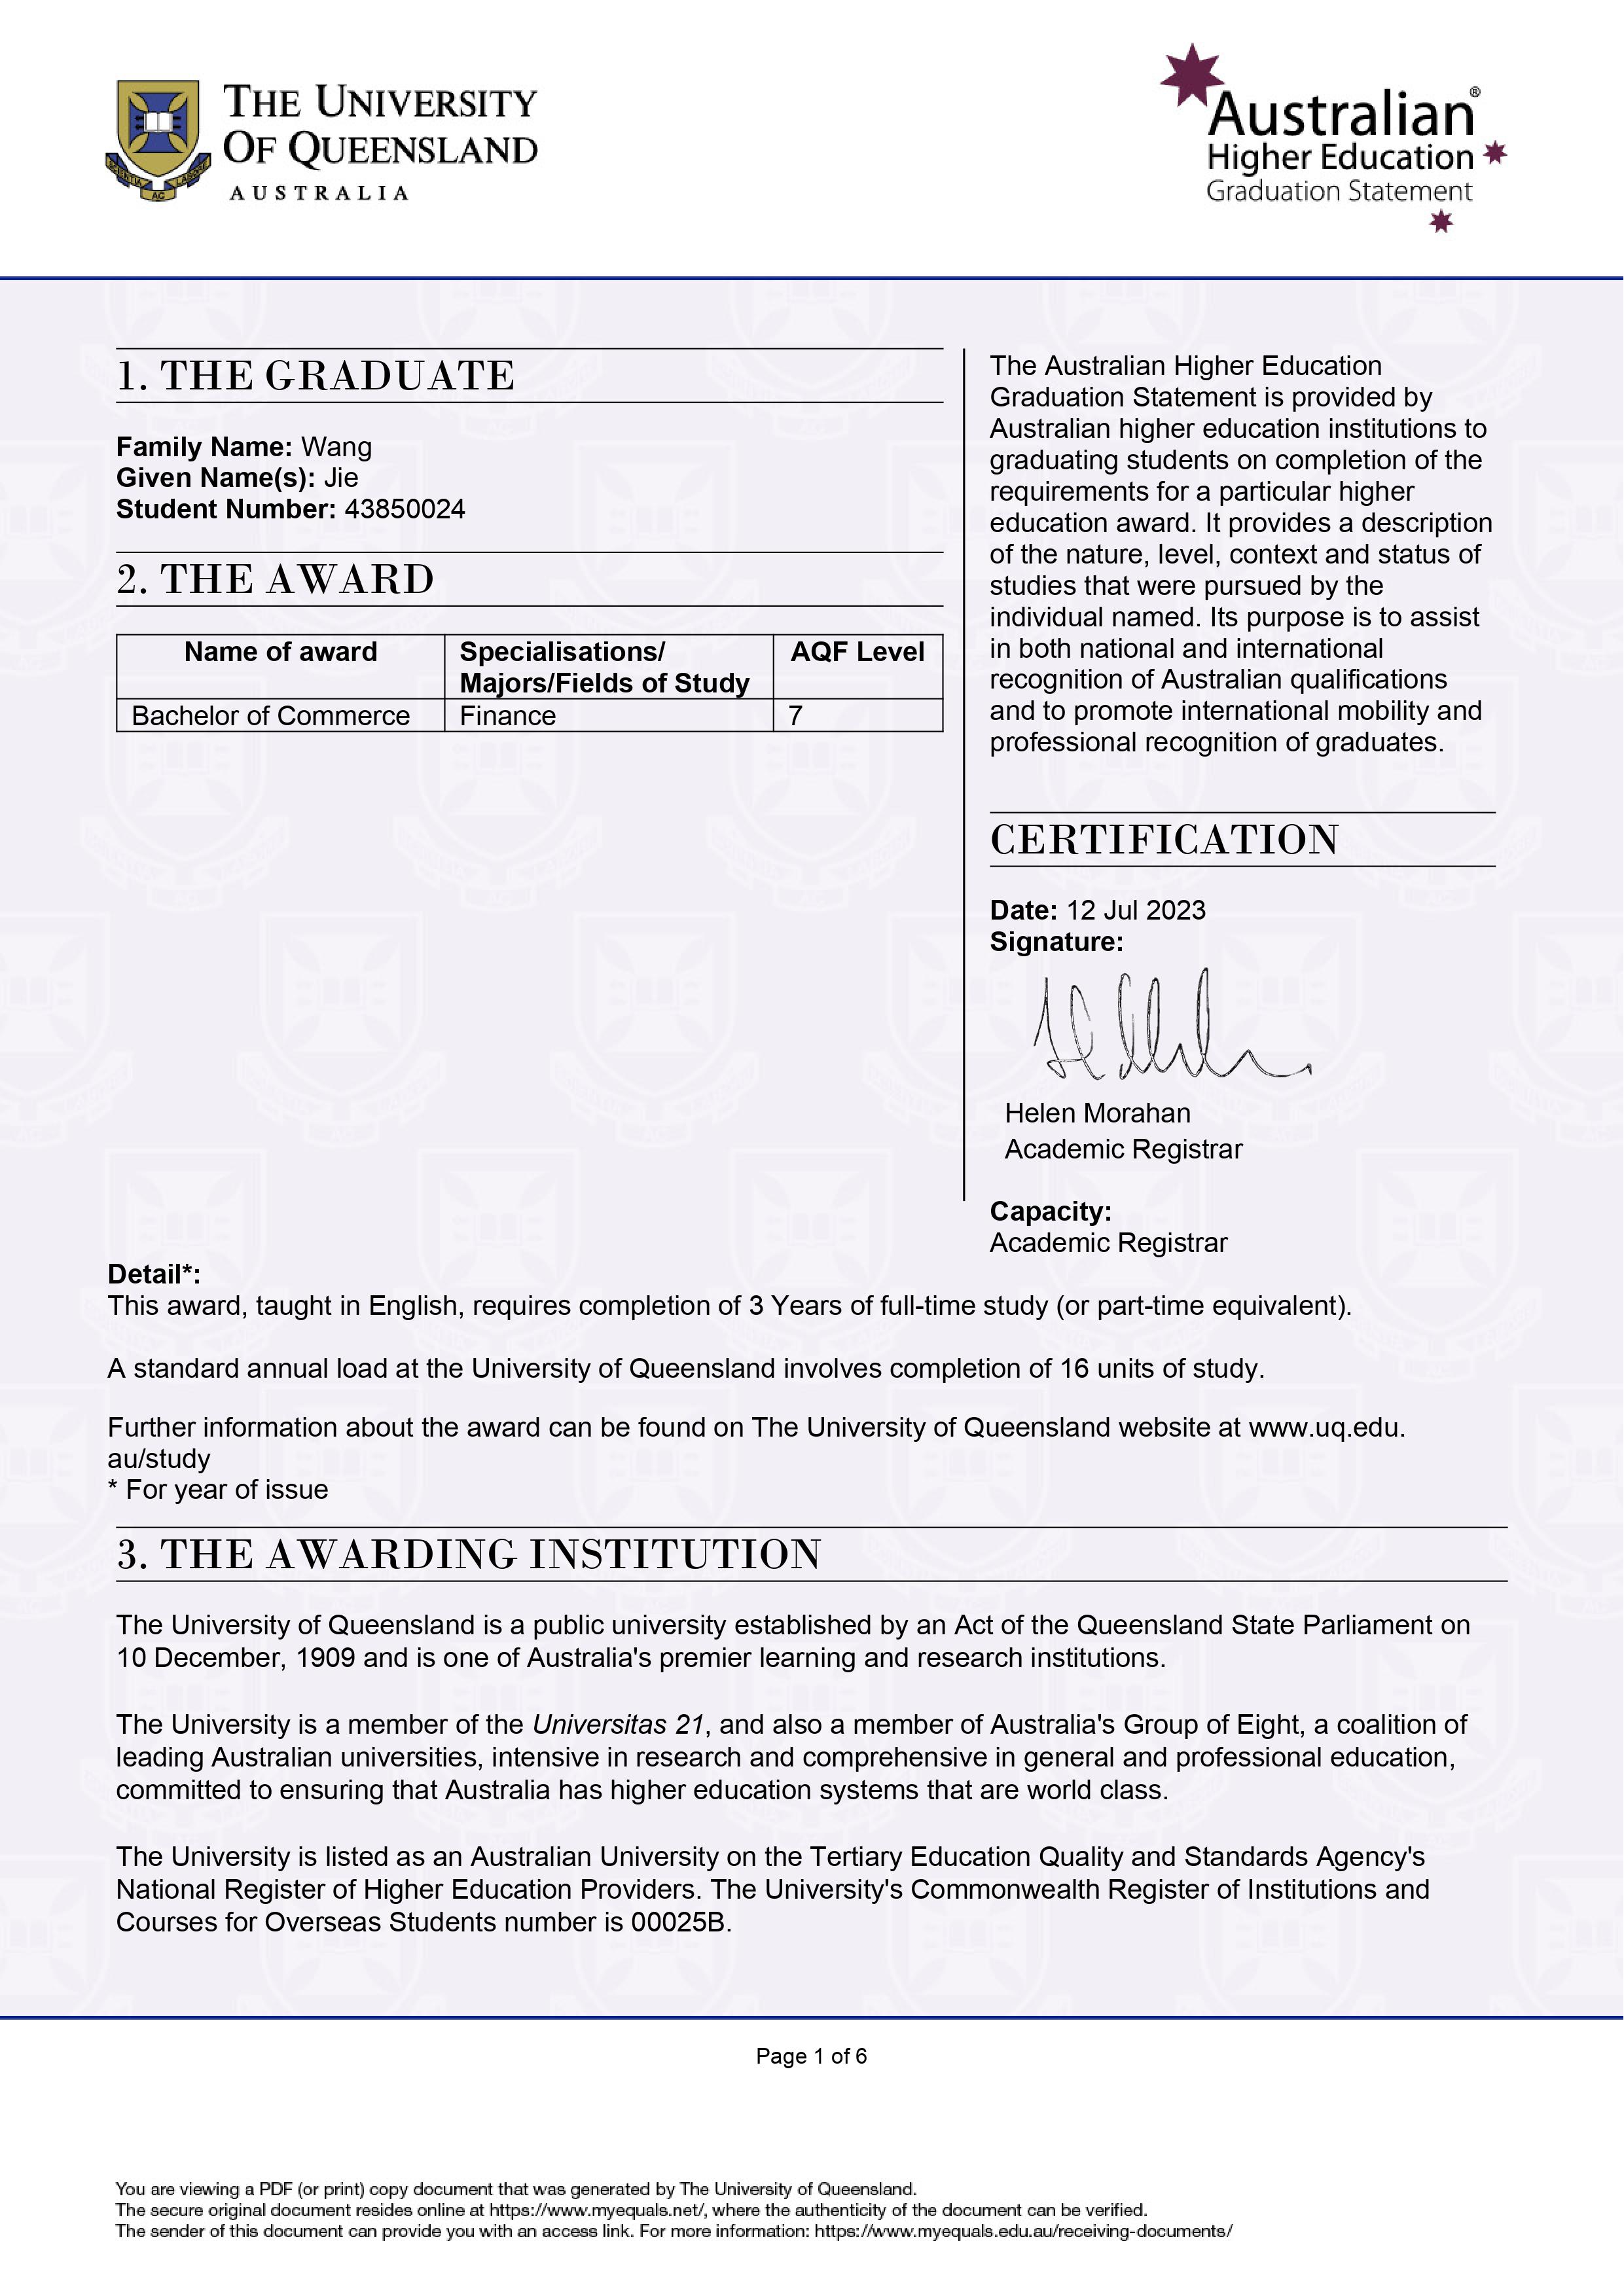 THE UNIVERSITY
OF QUEENSLAND
AUSTRALIA
SCIENTIA AC LABORE
Australian®
Higher Education
Graduation Statement
1. THE GRADUATE
Family Name: Wang
Given Name(s): Jie
Student Number: 43850024
2. THE AWARD
Name of award Specialisations/ AQF Level
Majors/Fields of Study
Bachelor of Commerce Finance 7
The Australian Higher Education
Graduation Statement is provided by
Australian higher education institutions to
graduating students on completion of the
requirements for a particular higher
education award. It provides a description
of the nature, level, context and status of
studies that were pursued by the
individual named. Its purpose is to assist
in both national and international
recognition of Australian qualifications
and to promote international mobility and
professional recognition of graduates.
CERTIFICATION
Date: 12 Jul 2023
Signature:
Helen Morahan
Academic Registrar
Capacity:
Academic Registrar
Detail*:
This award, taught in English, requires completion of 3 Years of full-time study (or part-time equivalent).
A standard annual load at the University of Queensland involves completion of 16 units of study.
Further information about the award can be found on The University of Queensland website at www.uq.edu.
au/study
* For year of issue
3. THE AWARDING INSTITUTION
The University of Queensland is a public university established by an Act of the Queensland State Parliament on
10 December, 1909 and is one of Australia's premier learning and research institutions.
The University is a member of the Universitas 21, and also a member of Australia's Group of Eight, a coalition of
leading Australian universities, intensive in research and comprehensive in general and professional education,
committed to ensuring that Australia has higher education systems that are world class.
The University is listed as an Australian University on the Tertiary Education Quality and Standards Agency's
National Register of Higher Education Providers. The University's Commonwealth Register of Institutions and
Courses for Overseas Students number is 00025B.
Page 1 of 6
You are viewing a PDF (or print) copy document that was generated by The University of Queensland.
The secure original document resides online at https://www.myequals.net/, where the authenticity of the document can be verified.
The sender of this document can provide you with an access link. For more information: https://www.myequals.edu.au/receiving-documents/